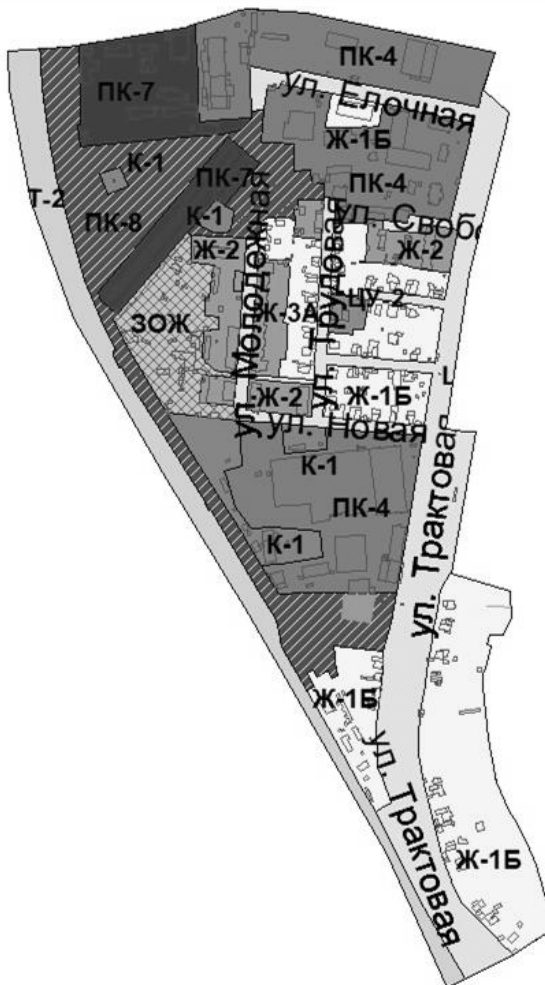 ПК-4
ПК-7
ул. Елочная
Ж-1Б
К-1
ПК-7
ПК-4
Т-2
К-1
ул. Своб
ПК-8
Ж-2
Ж-2
ЦУ-2
Ж-3А
ЗОЖ
ул. Молодежная
ул. Трудовая
Ж-2
Ж-1Б
ул. Новая
К-1
ПК-4
К-1
ул. Трактовая
Ж-1Б
ул. Трактовая
Ж-1Б